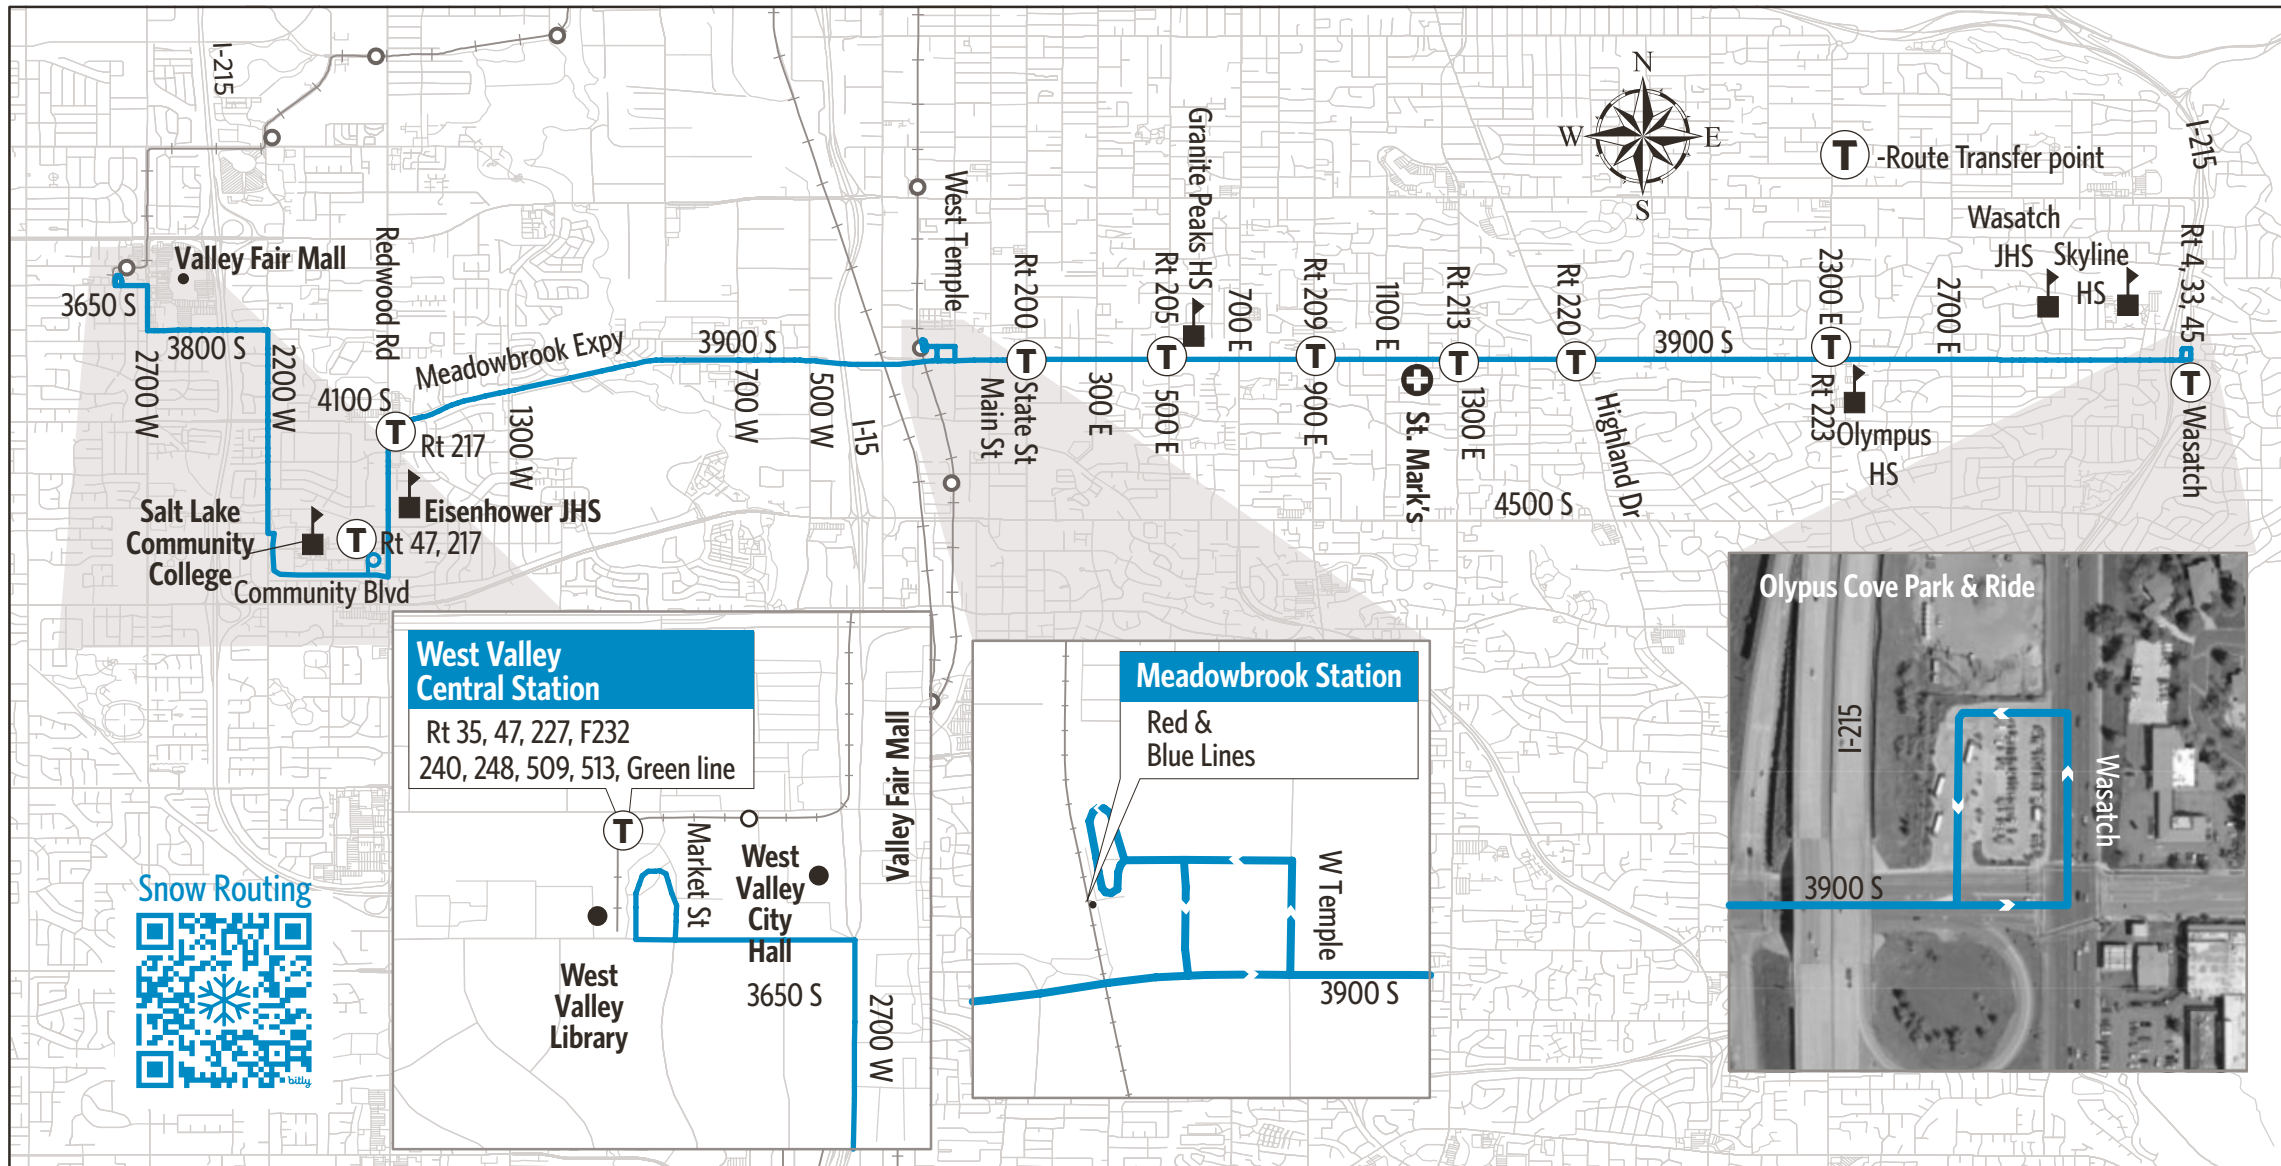 I-215
N
W
E
S
T
-Route Transfer point
I-215
Valley Fair Mall
3650 S
3800 S
2700 W
2200 W
Redwood Rd
4100 S
T
Rt 217
Meadowbrook Expy
1300 W
3900 S
700 W
500 W
I-15
West Temple
Rt 200
T
Main St
State St
300 E
Rt 205
T
500 E
Granite Peaks HS
700 E
Rt 209
T
900 E
1100 E
St. Mark's
Rt 213
T
1300 E
Rt 220
T
Highland Dr
4500 S
3900 S
2300 E
T
Rt 223
Olympus
HS
2700 E
Wasatch
JHS
Skyline
HS
Rt 4, 33, 45
T
Wasatch
Salt Lake
Community
College
T
Rt 47, 217
Eisenhower JHS
Community Blvd
West Valley
Central Station
Rt 35, 47, 227, F232
240, 248, 509, 513, Green line
T
Market St
West
Valley
City
Hall
Valley Fair Mall
West
Valley
Library
3650 S
2700 W
Meadowbrook Station
Red &
Blue Lines
W Temple
3900 S
Olypus Cove Park & Ride
I-215
Wasatch
3900 S
Snow Routing
bitly